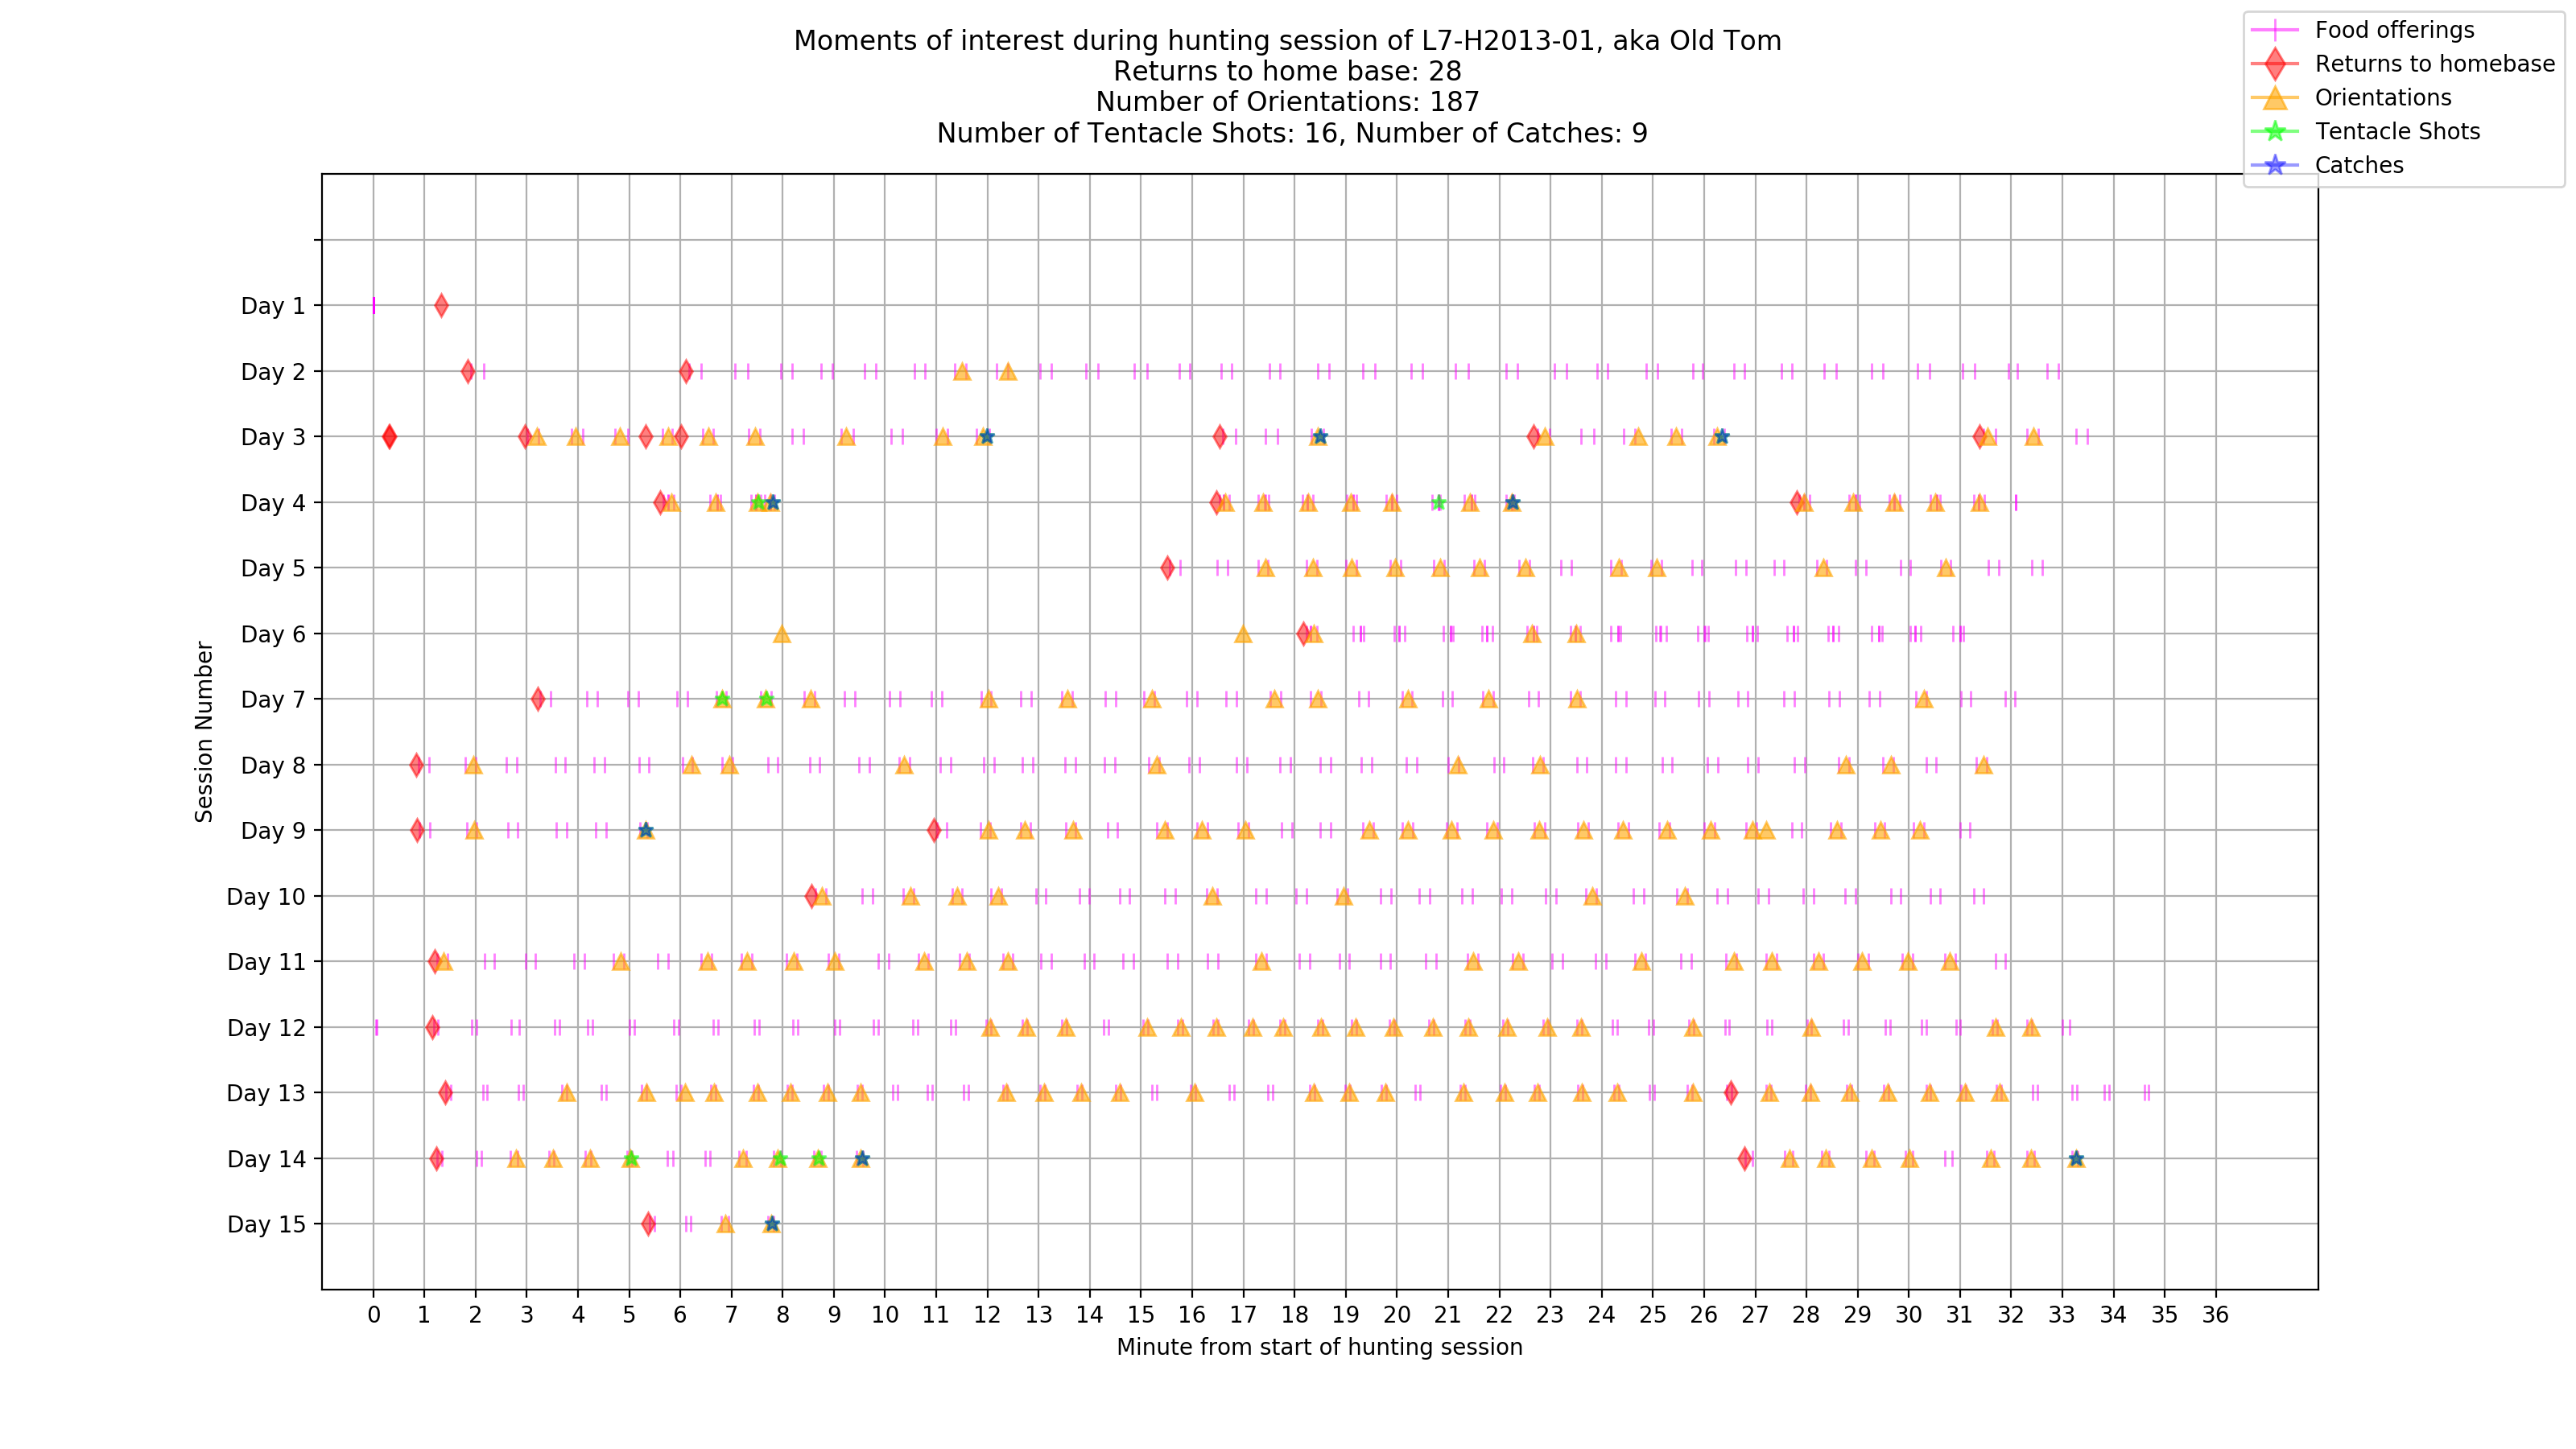 Moments of interest during hunting session of L7-H2013-01, aka Old Tom
Returns to home base: 28
Number of Orientations: 187
Number of Tentacle Shots: 16, Number of Catches: 9
Food offerings
Returns to homebase
Orientations
Tentacle Shots
Catches
Session Number
Day 1
Day 2
Day 3
Day 4
Day 5
Day 6
Day 7
Day 8
Day 9
Day 10
Day 11
Day 12
Day 13
Day 14
Day 15
0 1 2 3 4 5 6 7 8 9 10 11 12 13 14 15 16 17 18 19 20 21 22 23 24 25 26 27 28 29 30 31 32 33 34 35 36
Minute from start of hunting session